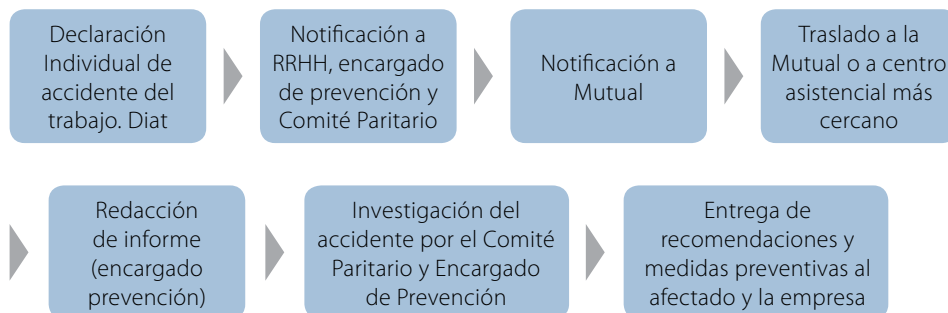 Declaración
Individual de
accidente del
trabajo. Diat
Notificación a
RRHH, encargado
de prevención y
Comité Paritario
Notificación a
Mutual
Traslado a la
Mutual o a centro
asistencial más
cercano
Redacción
de informe
(encargado
prevención)
Investigación del
accidente por el Comité
Paritario y Encargado
de Prevención
Entrega de
recomendaciones y
medidas preventivas al
afectado y la empresa